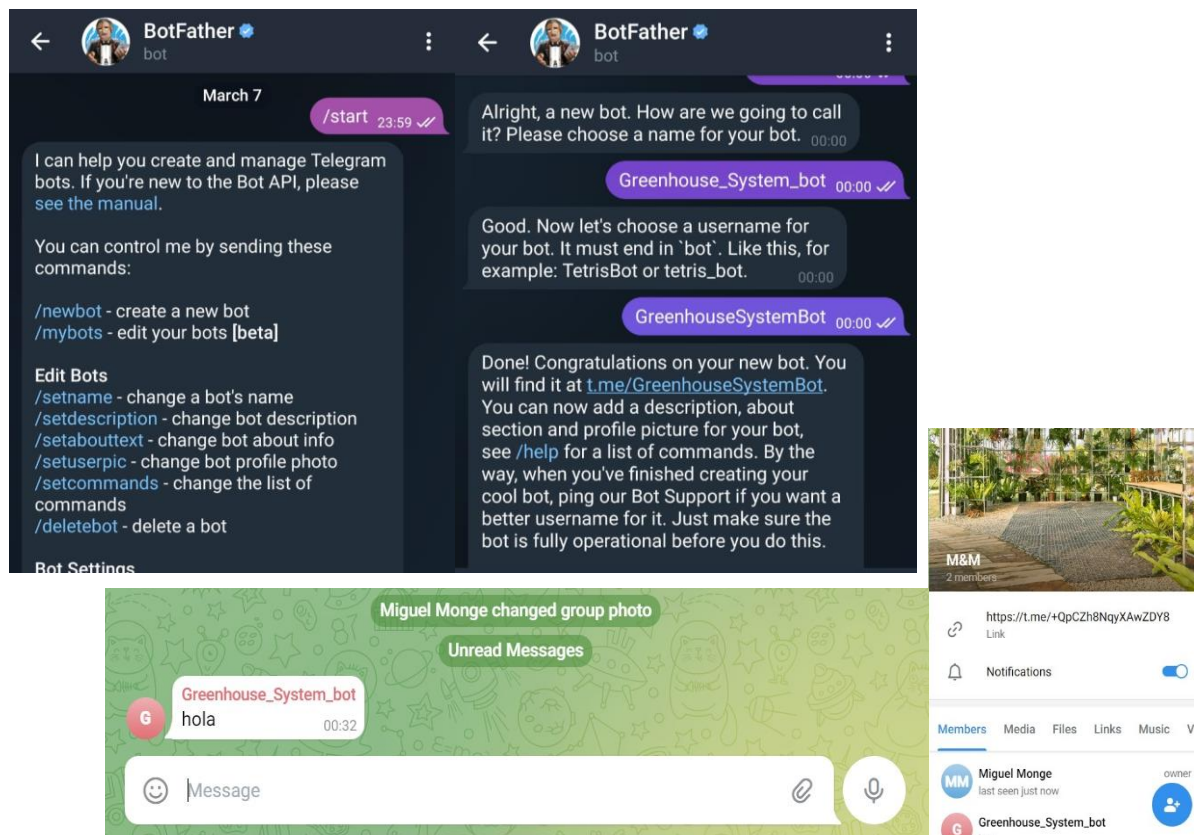 BotFather
bot
March 7
/start 23:59
I can help you create and manage Telegram
bots. If you're new to the Bot API, please
see the manual.
You can control me by sending these
commands:
/newbot - create a new bot
/mybots - edit your bots [beta]
Edit Bots
/setname - change a bot's name
/setdescription - change bot description
/setabouttext - change bot about info
/setuserpic - change bot profile photo
/setcommands - change the list of
commands
/deletebot - delete a bot
Bot Settings
BotFather
bot
Alright, a new bot. How are we going to call
it? Please choose a name for your bot. 00:00
Greenhouse_System_bot 00:00
Good. Now let's choose a username for
your bot. It must end in `bot`. Like this, for
example: TetrisBot or tetris_bot. 00:00
GreenhouseSystemBot 00:00
Done! Congratulations on your new bot. You
will find it at t.me/GreenhouseSystemBot.
You can now add a description, about
section and profile picture for your bot,
see /help for a list of commands. By the
way, when you've finished creating your
cool bot, ping our Bot Support if you want a
better username for it. Just make sure the
bot is fully operational before you do this.
Miguel Monge changed group photo
Unread Messages
Greenhouse_System_bot
G
hola 00:32
Message
M&M
2 members
https://t.me/+QpCZh8NqyXAwZDY8
Link
Notifications
Members Media Files Links Music V
MM
Miguel Monge owner
last seen just now
G
Greenhouse_System_bot